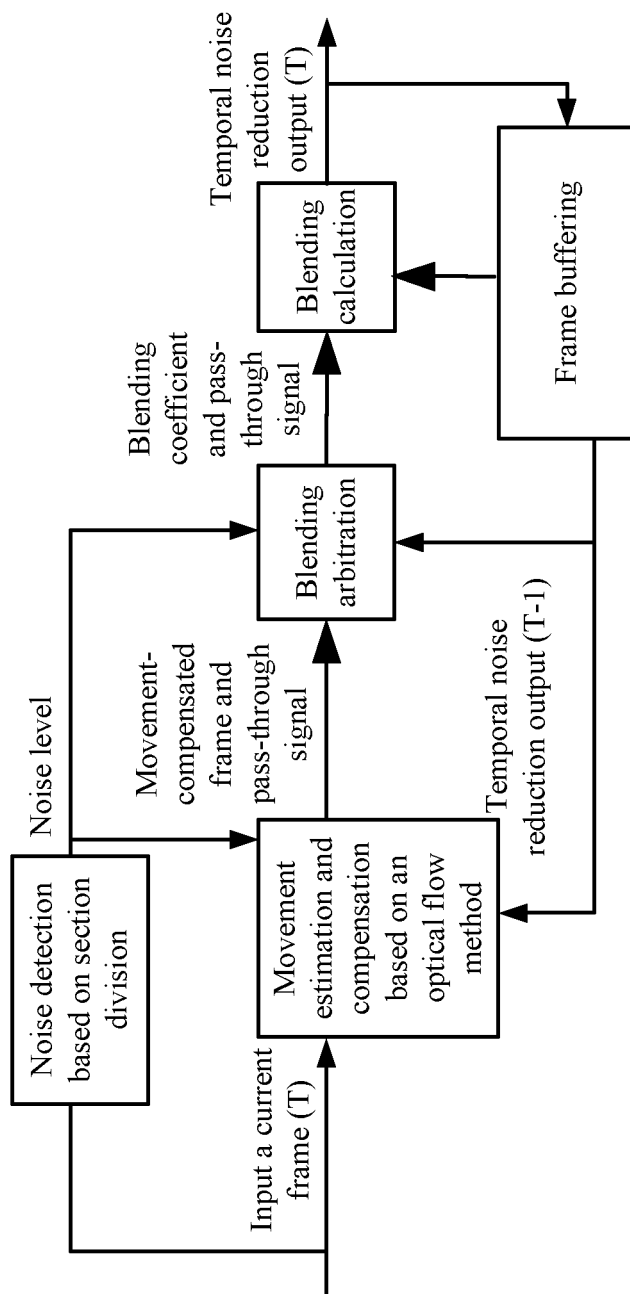 Noise detection
based on section
division
Noise level
Input a current
frame (T)
Movement
estimation and
compensation
based on an
optical flow
method
Movement-
compensated
frame and
pass-through
signal
Blending
arbitration
Blending
coefficient
and pass-
through
signal
Blending
calculation
Temporal noise
reduction
output (T)
Temporal noise
reduction output (T-1)
Frame buffering